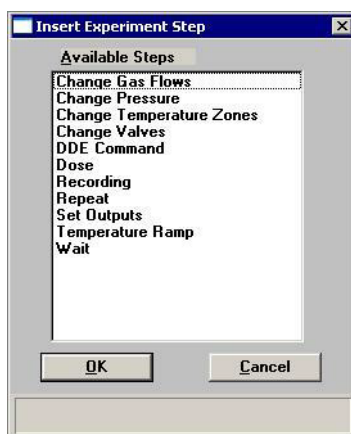 Insert Experiment Step
Available Steps
Change Gas Flows
Change Pressure
Change Temperature Zones
Change Valves
DDE Command
Dose
Recording
Repeat
Set Outputs
Temperature Ramp
Wait
OK
Cancel